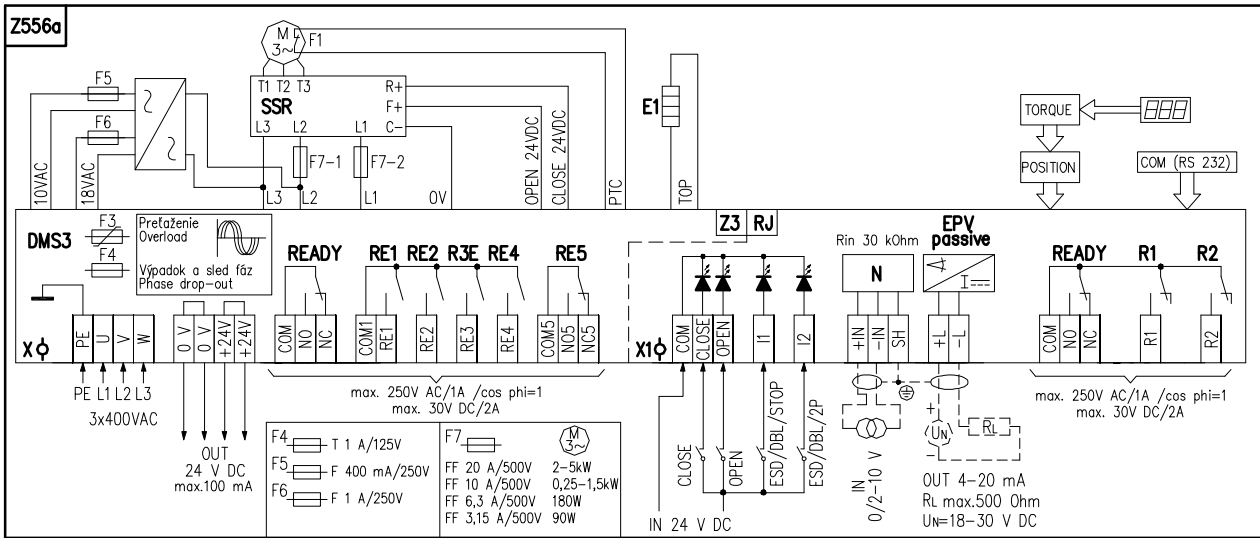 Z556a
M
3~
F1
T1 T2 T3
SSR
R+
F+
C-
L3 L2 L1
F5
F6
F7-1
F7-2
10VAC
18VAC
L3
L2
L1
0V
OPEN 24VDC
CLOSE 24VDC
PTC
E1
TOP
TORQUE
POSITION
COM (RS 232)
DMS3
F3
F4
Preťaženie
Overload
Výpadok a sled fáz
Phase drop-out
READY
RE1 RE2 R3E RE4
RE5
Z3 RJ
Rin 30 kOhm
N
EPV
passive
I
READY
R1
R2
X
PE
U
V
W
0 V
0 V
+24V
+24V
COM
NO
NC
COM1
RE1
RE2
RE3
RE4
COM5
NO5
NC5
X1
COM
CLOSE
OPEN
I1
I2
+IN
-IN
SH
+L
-L
COM
NO
NC
R1
R2
PE L1 L2 L3
3x400VAC
OUT
24 V DC
max.100 mA
max. 250V AC/1A /cos phi=1
max. 30V DC/2A
F4 T 1 A/125V
F5 F 400 mA/250V
F6 F 1 A/250V
F7
M
3~
FF 20 A/500V 2-5kW
FF 10 A/500V 0,25-1,5kW
FF 6,3 A/500V 180W
FF 3,15 A/500V 90W
CLOSE
OPEN
ESD/DBL/STOP
ESD/DBL/2P
IN 24 V DC
IN
0/2-10 V
+
UN
-
RL
OUT 4-20 mA
RL max.500 Ohm
UN=18-30 V DC
max. 250V AC/1A /cos phi=1
max. 30V DC/2A